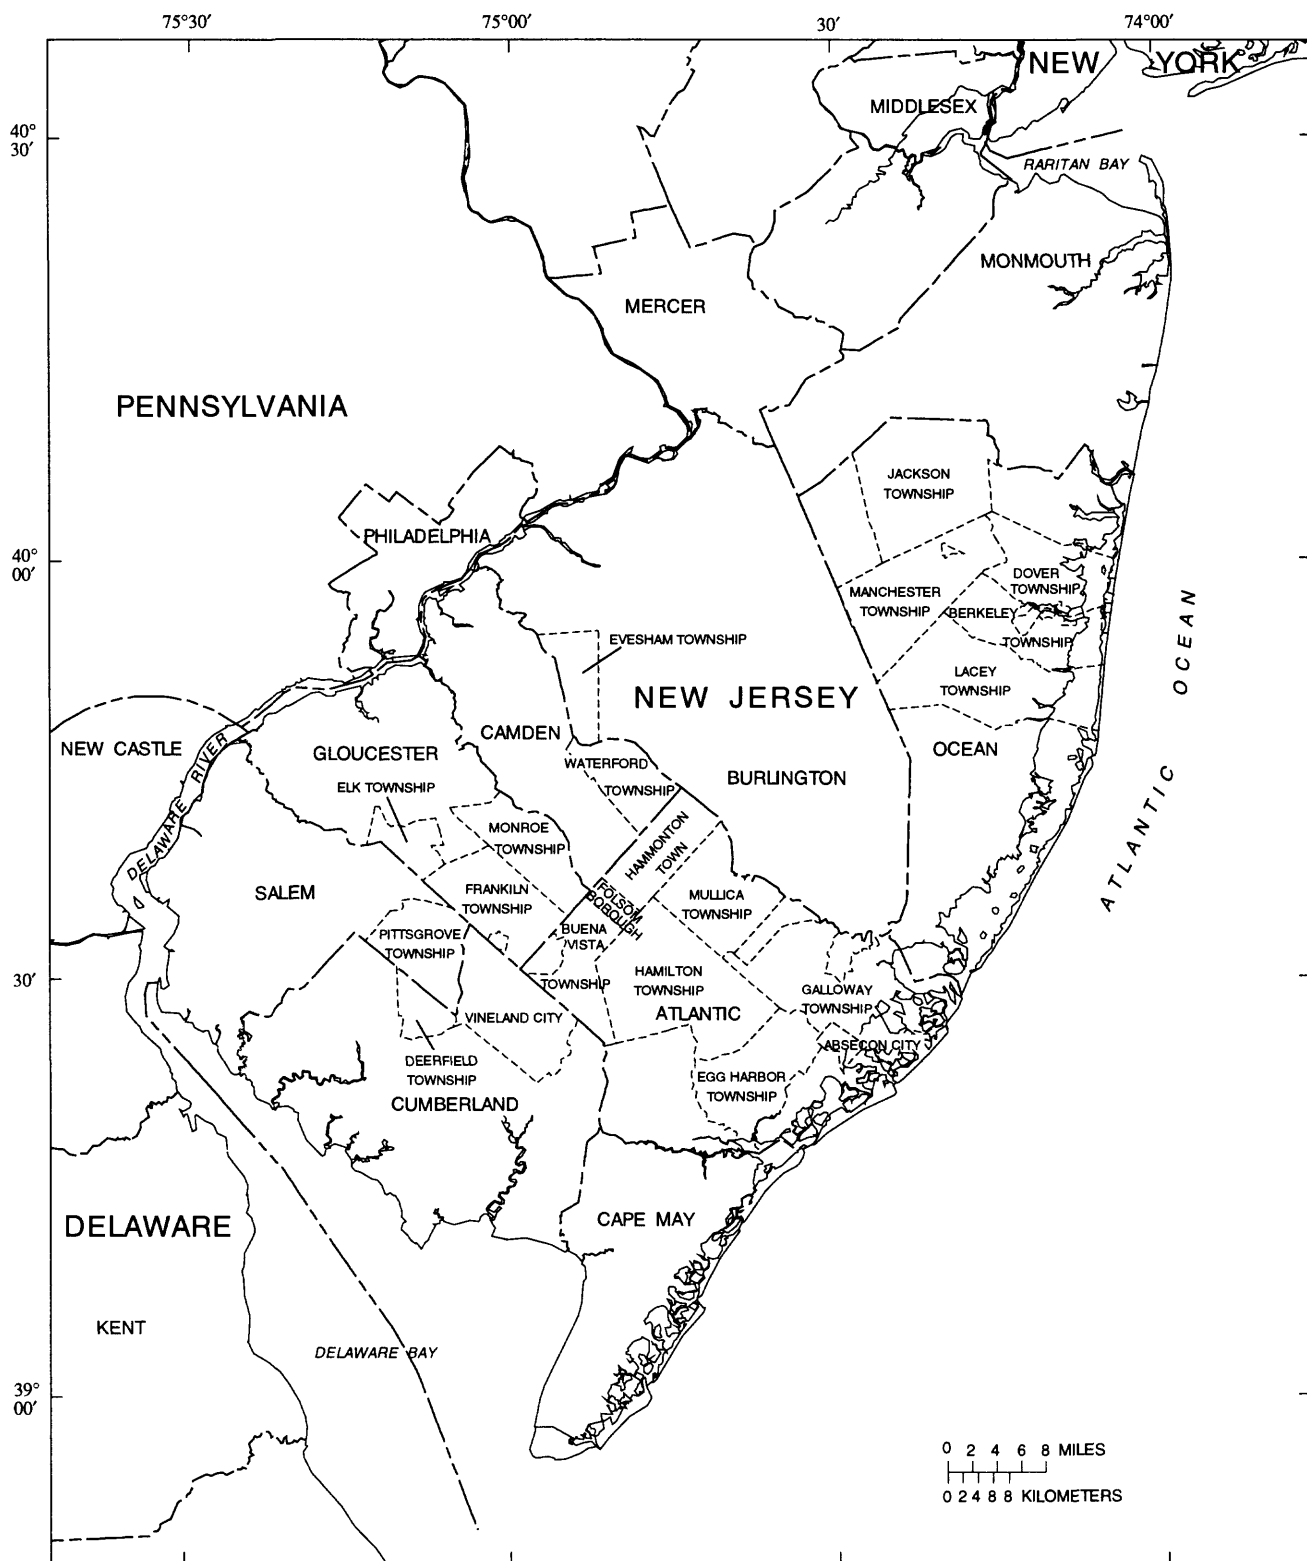 75°30′
75°00′
30′
74°00′
NEW YORK
MIDDLESEX
40°
30′
RARITAN BAY
MONMOUTH
MERCER
PENNSYLVANIA
JACKSON
TOWNSHIP
PHILADELPHIA
40°
00′
DOVER
TOWNSHIP
MANCHESTER
TOWNSHIP
BERKELEY
TOWNSHIP
EVESHAM TOWNSHIP
LACEY
TOWNSHIP
NEW JERSEY
ATLANTIC OCEAN
CAMDEN
NEW CASTLE
GLOUCESTER
OCEAN
DELAWARE RIVER
WATERFORD
TOWNSHIP
BURLINGTON
ELK TOWNSHIP
MONROE
TOWNSHIP
HAMMONTON
TOWN
SALEM
FRANKILN
TOWNSHIP
FOLSOM
BOROUGH
MULLICA
TOWNSHIP
PITTSGROVE
TOWNSHIP
BUENA
VISTA
TOWNSHIP
30′
HAMILTON
TOWNSHIP
GALLOWAY
TOWNSHIP
ATLANTIC
VINELAND CITY
ABSECON CITY
DEERFIELD
TOWNSHIP
EGG HARBOR
TOWNSHIP
CUMBERLAND
CAPE MAY
DELAWARE
KENT
DELAWARE BAY
39°
00′
0 2 4 6 8 MILES
0 2 4 8 8 KILOMETERS